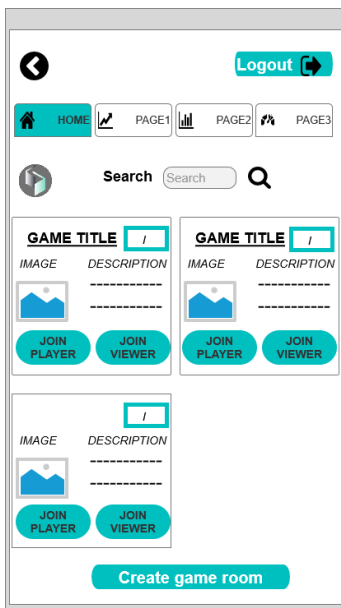 Logout
HOME PAGE1 PAGE2 PAGE3
Search Search
GAME TITLE /
IMAGE DESCRIPTION
-----------
-----------
JOIN PLAYER
JOIN VIEWER
GAME TITLE /
IMAGE DESCRIPTION
-----------
-----------
JOIN PLAYER
JOIN VIEWER
/
IMAGE DESCRIPTION
-----------
-----------
JOIN PLAYER
JOIN VIEWER
Create game room